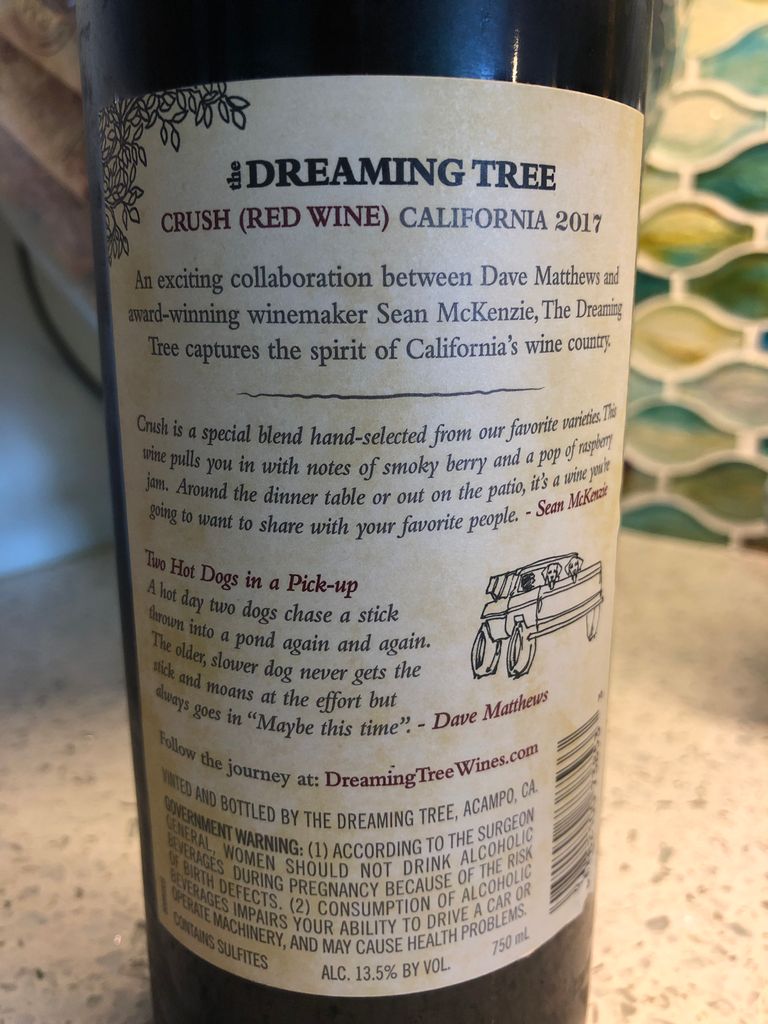 the DREAMING TREE
CRUSH (RED WINE) CALIFORNIA 2017
An exciting collaboration between Dave Matthews and
award-winning winemaker Sean McKenzie, The Dreaming
Tree captures the spirit of California's wine country.
Crush is a special blend hand-selected from our favorite varieties. This
wine pulls you in with notes of smoky berry and a pop of raspberry
jam. Around the dinner table or out on the patio, it's a wine you're
going to want to share with your favorite people. - Sean McKenzie
Two Hot Dogs in a Pick-up
A hot day two dogs chase a stick
thrown into a pond again and again.
The older, slower dog never gets the
stick and moans at the effort but
always goes in "Maybe this time". - Dave Matthews
Follow the journey at: DreamingTreeWines.com
VINTED AND BOTTLED BY THE DREAMING TREE, ACAMPO, CA.
GOVERNMENT WARNING: (1) ACCORDING TO THE SURGEON
GENERAL, WOMEN SHOULD NOT DRINK ALCOHOLIC
BEVERAGES DURING PREGNANCY BECAUSE OF THE RISK
OF BIRTH DEFECTS. (2) CONSUMPTION OF ALCOHOLIC
BEVERAGES IMPAIRS YOUR ABILITY TO DRIVE A CAR OR
OPERATE MACHINERY, AND MAY CAUSE HEALTH PROBLEMS.
CONTAINS SULFITES
ALC. 13.5% BY VOL.
750 mL